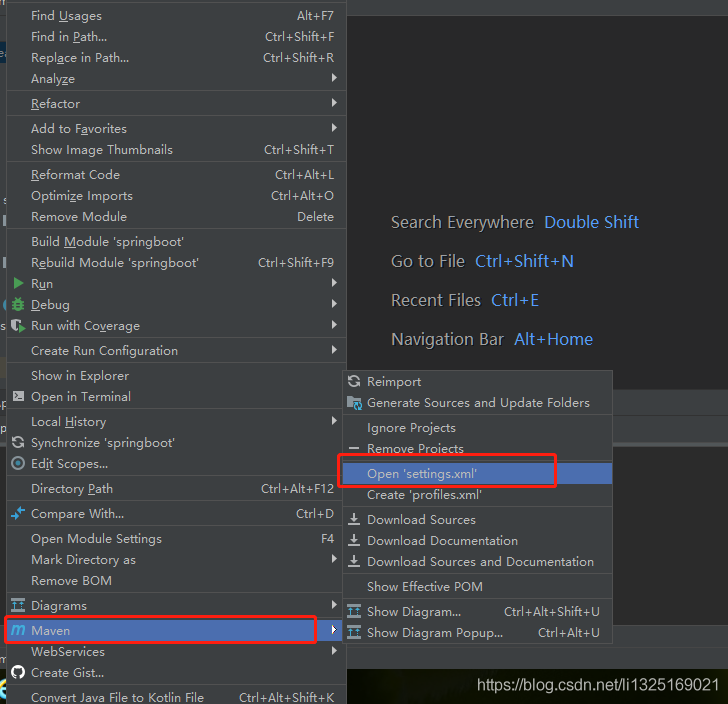 Find Usages Alt+F7
Find in Path... Ctrl+Shift+F
Replace in Path... Ctrl+Shift+R
Analyze
Refactor
Add to Favorites
Show Image Thumbnails Ctrl+Shift+T
Reformat Code Ctrl+Alt+L
Optimize Imports Ctrl+Alt+O
Remove Module Delete
Build Module 'springboot'
Rebuild Module 'springboot' Ctrl+Shift+F9
Run
Debug
Run with Coverage
Create Run Configuration
Show in Explorer
Open in Terminal
Local History
Synchronize 'springboot'
Edit Scopes...
Directory Path Ctrl+Alt+F12
Compare With... Ctrl+D
Open Module Settings F4
Mark Directory as
Remove BOM
Diagrams
Maven
WebServices
Create Gist...
Convert Java File to Kotlin File Ctrl+Alt+Shift+K
Search Everywhere Double Shift
Go to File Ctrl+Shift+N
Recent Files Ctrl+E
Navigation Bar Alt+Home
Reimport
Generate Sources and Update Folders
Ignore Projects
Remove Projects
Open 'settings.xml'
Create 'profiles.xml'
Download Sources
Download Documentation
Download Sources and Documentation
Show Effective POM
Show Diagram... Ctrl+Alt+Shift+U
Show Diagram Popup... Ctrl+Alt+U
https://blog.csdn.net/li1325169021